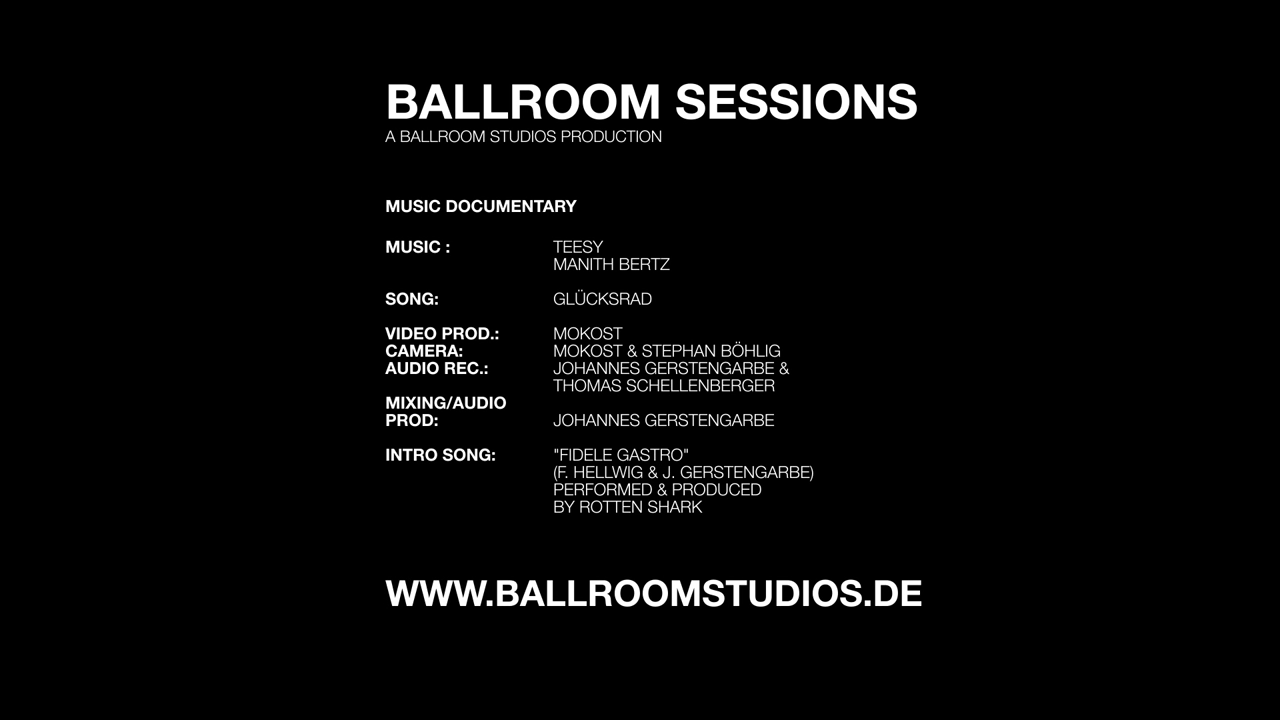 BALLROOM SESSIONS
A BALLROOM STUDIOS PRODUCTION
MUSIC DOCUMENTARY
MUSIC : TEESY
MANITH BERTZ
SONG: GLÜCKSRAD
VIDEO PROD.: MOKOST
CAMERA: MOKOST & STEPHAN BÖHLIG
AUDIO REC.: JOHANNES GERSTENGARBE &
THOMAS SCHELLENBERGER
MIXING/AUDIO
PROD: JOHANNES GERSTENGARBE
INTRO SONG: "FIDELE GASTRO"
(F. HELLWIG & J. GERSTENGARBE)
PERFORMED & PRODUCED
BY ROTTEN SHARK
WWW.BALLROOMSTUDIOS.DE